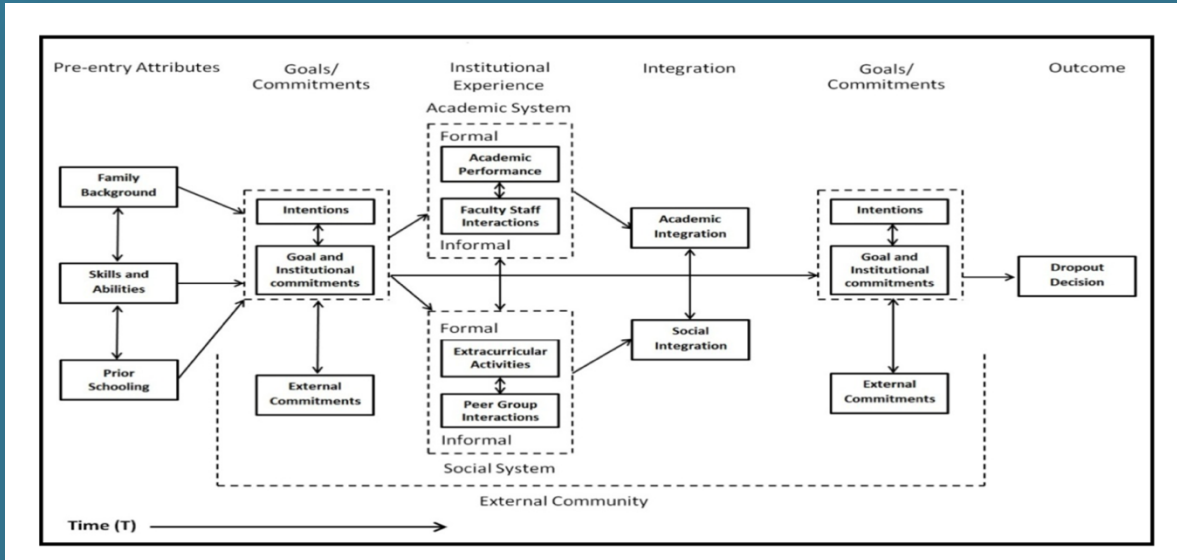 Pre-entry Attributes
Goals/
Commitments
Institutional
Experience
Integration
Goals/
Commitments
Outcome
Academic System
Formal
Academic
Performance
Faculty Staff
Interactions
Informal
Family
Background
Skills and
Abilities
Prior
Schooling
Intentions
Goal and
Institutional
commitments
External
Commitments
Formal
Extracurricular
Activities
Peer Group
Interactions
Informal
Social System
Academic
Integration
Social
Integration
Intentions
Goal and
Institutional
commitments
External
Commitments
Dropout
Decision
External Community
Time (T)